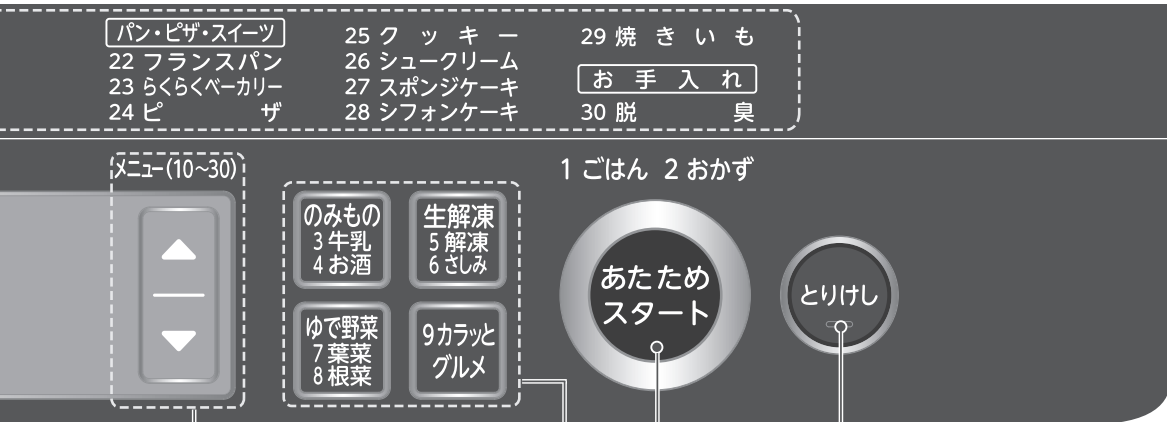 パン・ピザ・スイーツ
22 フランスパン
23 らくらくベーカリー
24 ピザ
25 クッキー
26 シュークリーム
27 スポンジケーキ
28 シフォンケーキ
29 焼きいも
お手入れ
30 脱臭
メニュー(10~30)
のみもの
3 牛乳
4 お酒
生解凍
5 解凍
6 さしみ
ゆで野菜
7 葉菜
8 根菜
9 カラッと
グルメ
1 ごはん 2 おかず
あたため
スタート
とりけし